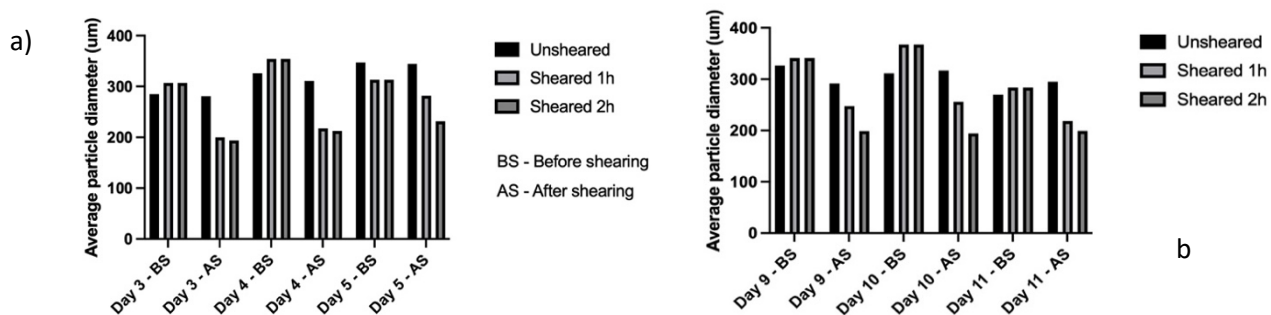 a)
Average particle diameter (um)
400
300
200
100
0
Day 3 - BS
Day 3 - AS
Day 4 - BS
Day 4 - AS
Day 5 - BS
Day 5 - AS
Unsheared
Sheared 1h
Sheared 2h
BS - Before shearing
AS - After shearing
Average particle diameter (um)
400
300
200
100
0
Day 9 - BS
Day 9 - AS
Day 10 - BS
Day 10 - AS
Day 11 - BS
Day 11 - AS
Unsheared
Sheared 1h
Sheared 2h
b